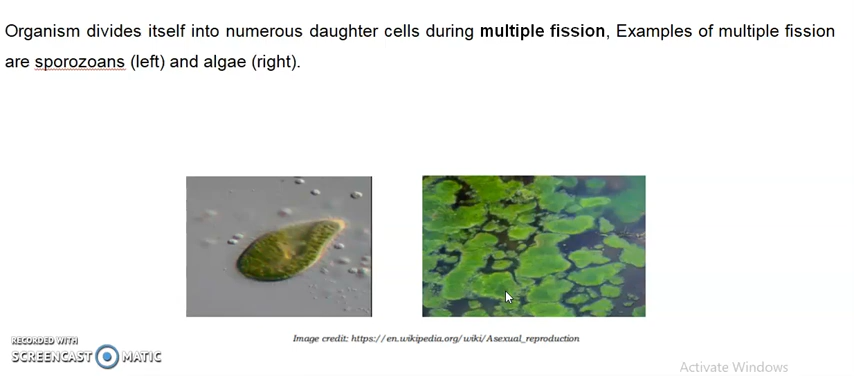 Organism divides itself into numerous daughter cells during multiple fission, Examples of multiple fission
are sporozoans (left) and algae (right).
Image credit: https://en.wikipedia.org/wiki/Asexual_reproduction
RECORDED WITH
SCREENCAST O MATIC
Activate Windows